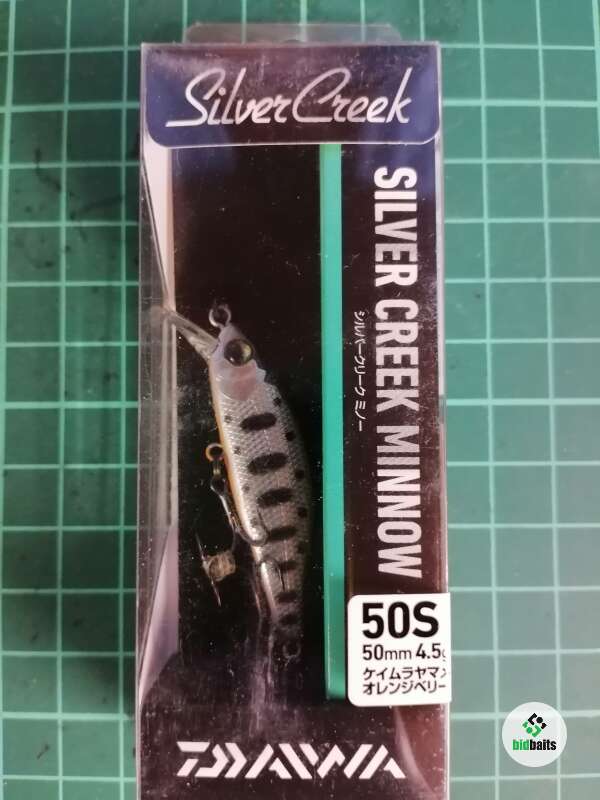 Silver Creek
SILVER CREEK MINNOW
シルバークリーク ミノー
50S
50mm 4.5g
ケイムラヤマメ
オレンジベリー
DAIWA
bidbaits